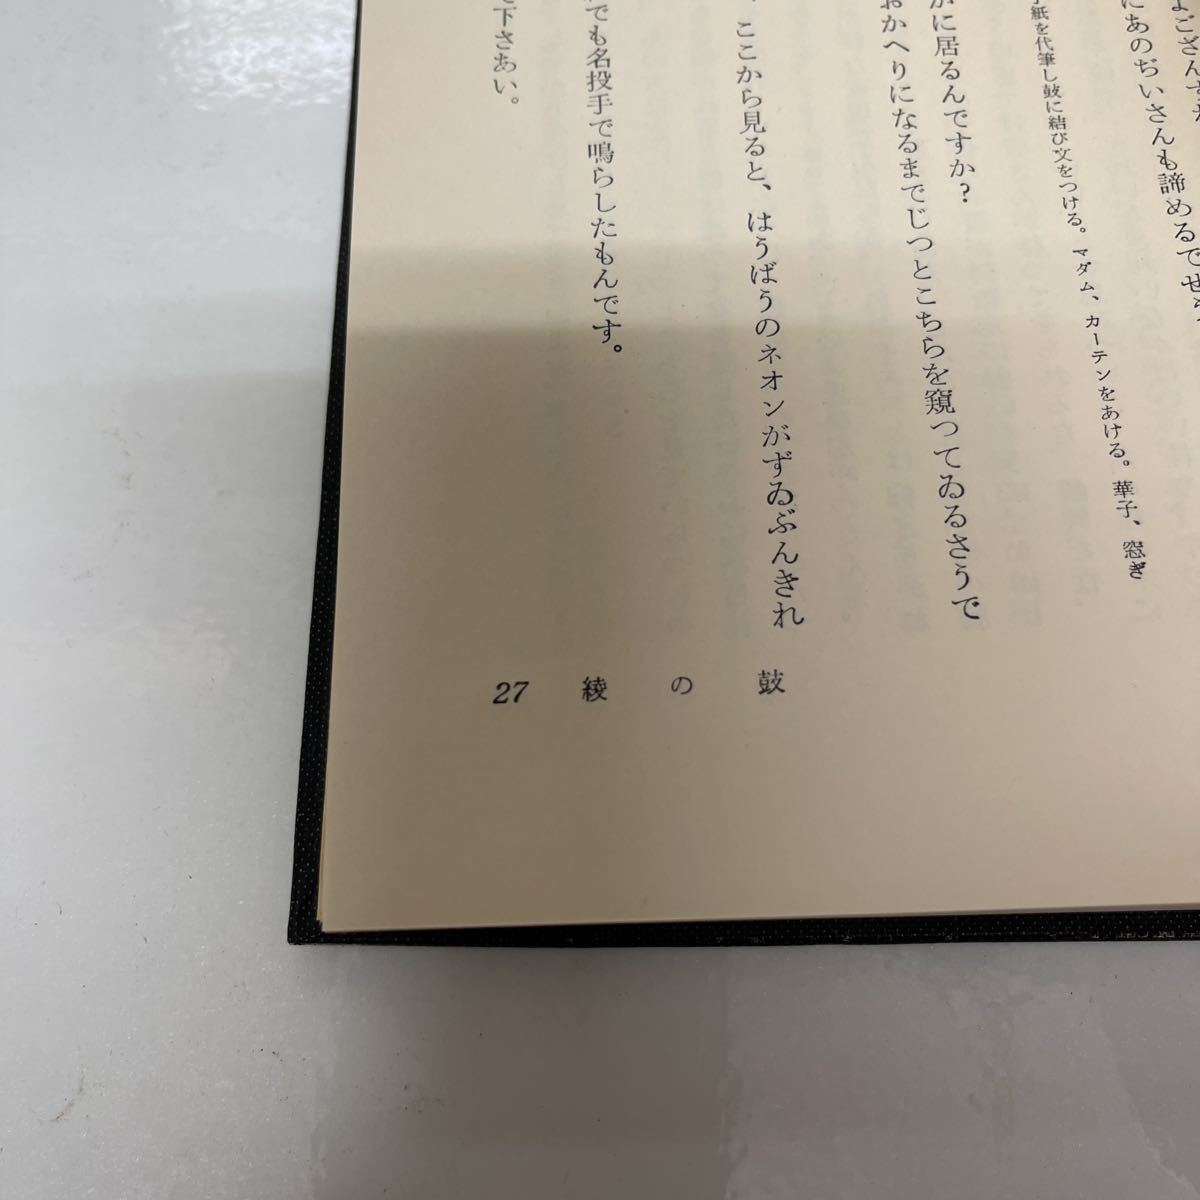 よござんすか
にあのぢいさんも諦めるでせう
手紙を代筆し鼓に結び文をつける。マダム、カーテンをあける。華子、窓ぎ
かに居るんですか？
おかへりになるまでじつとこちらを窺つてゐるさうで
ここから見ると、はうばうのネオンがずゐぶんきれ
でも名投手で鳴らしたもんです。
下さあい。
27 綾の鼓